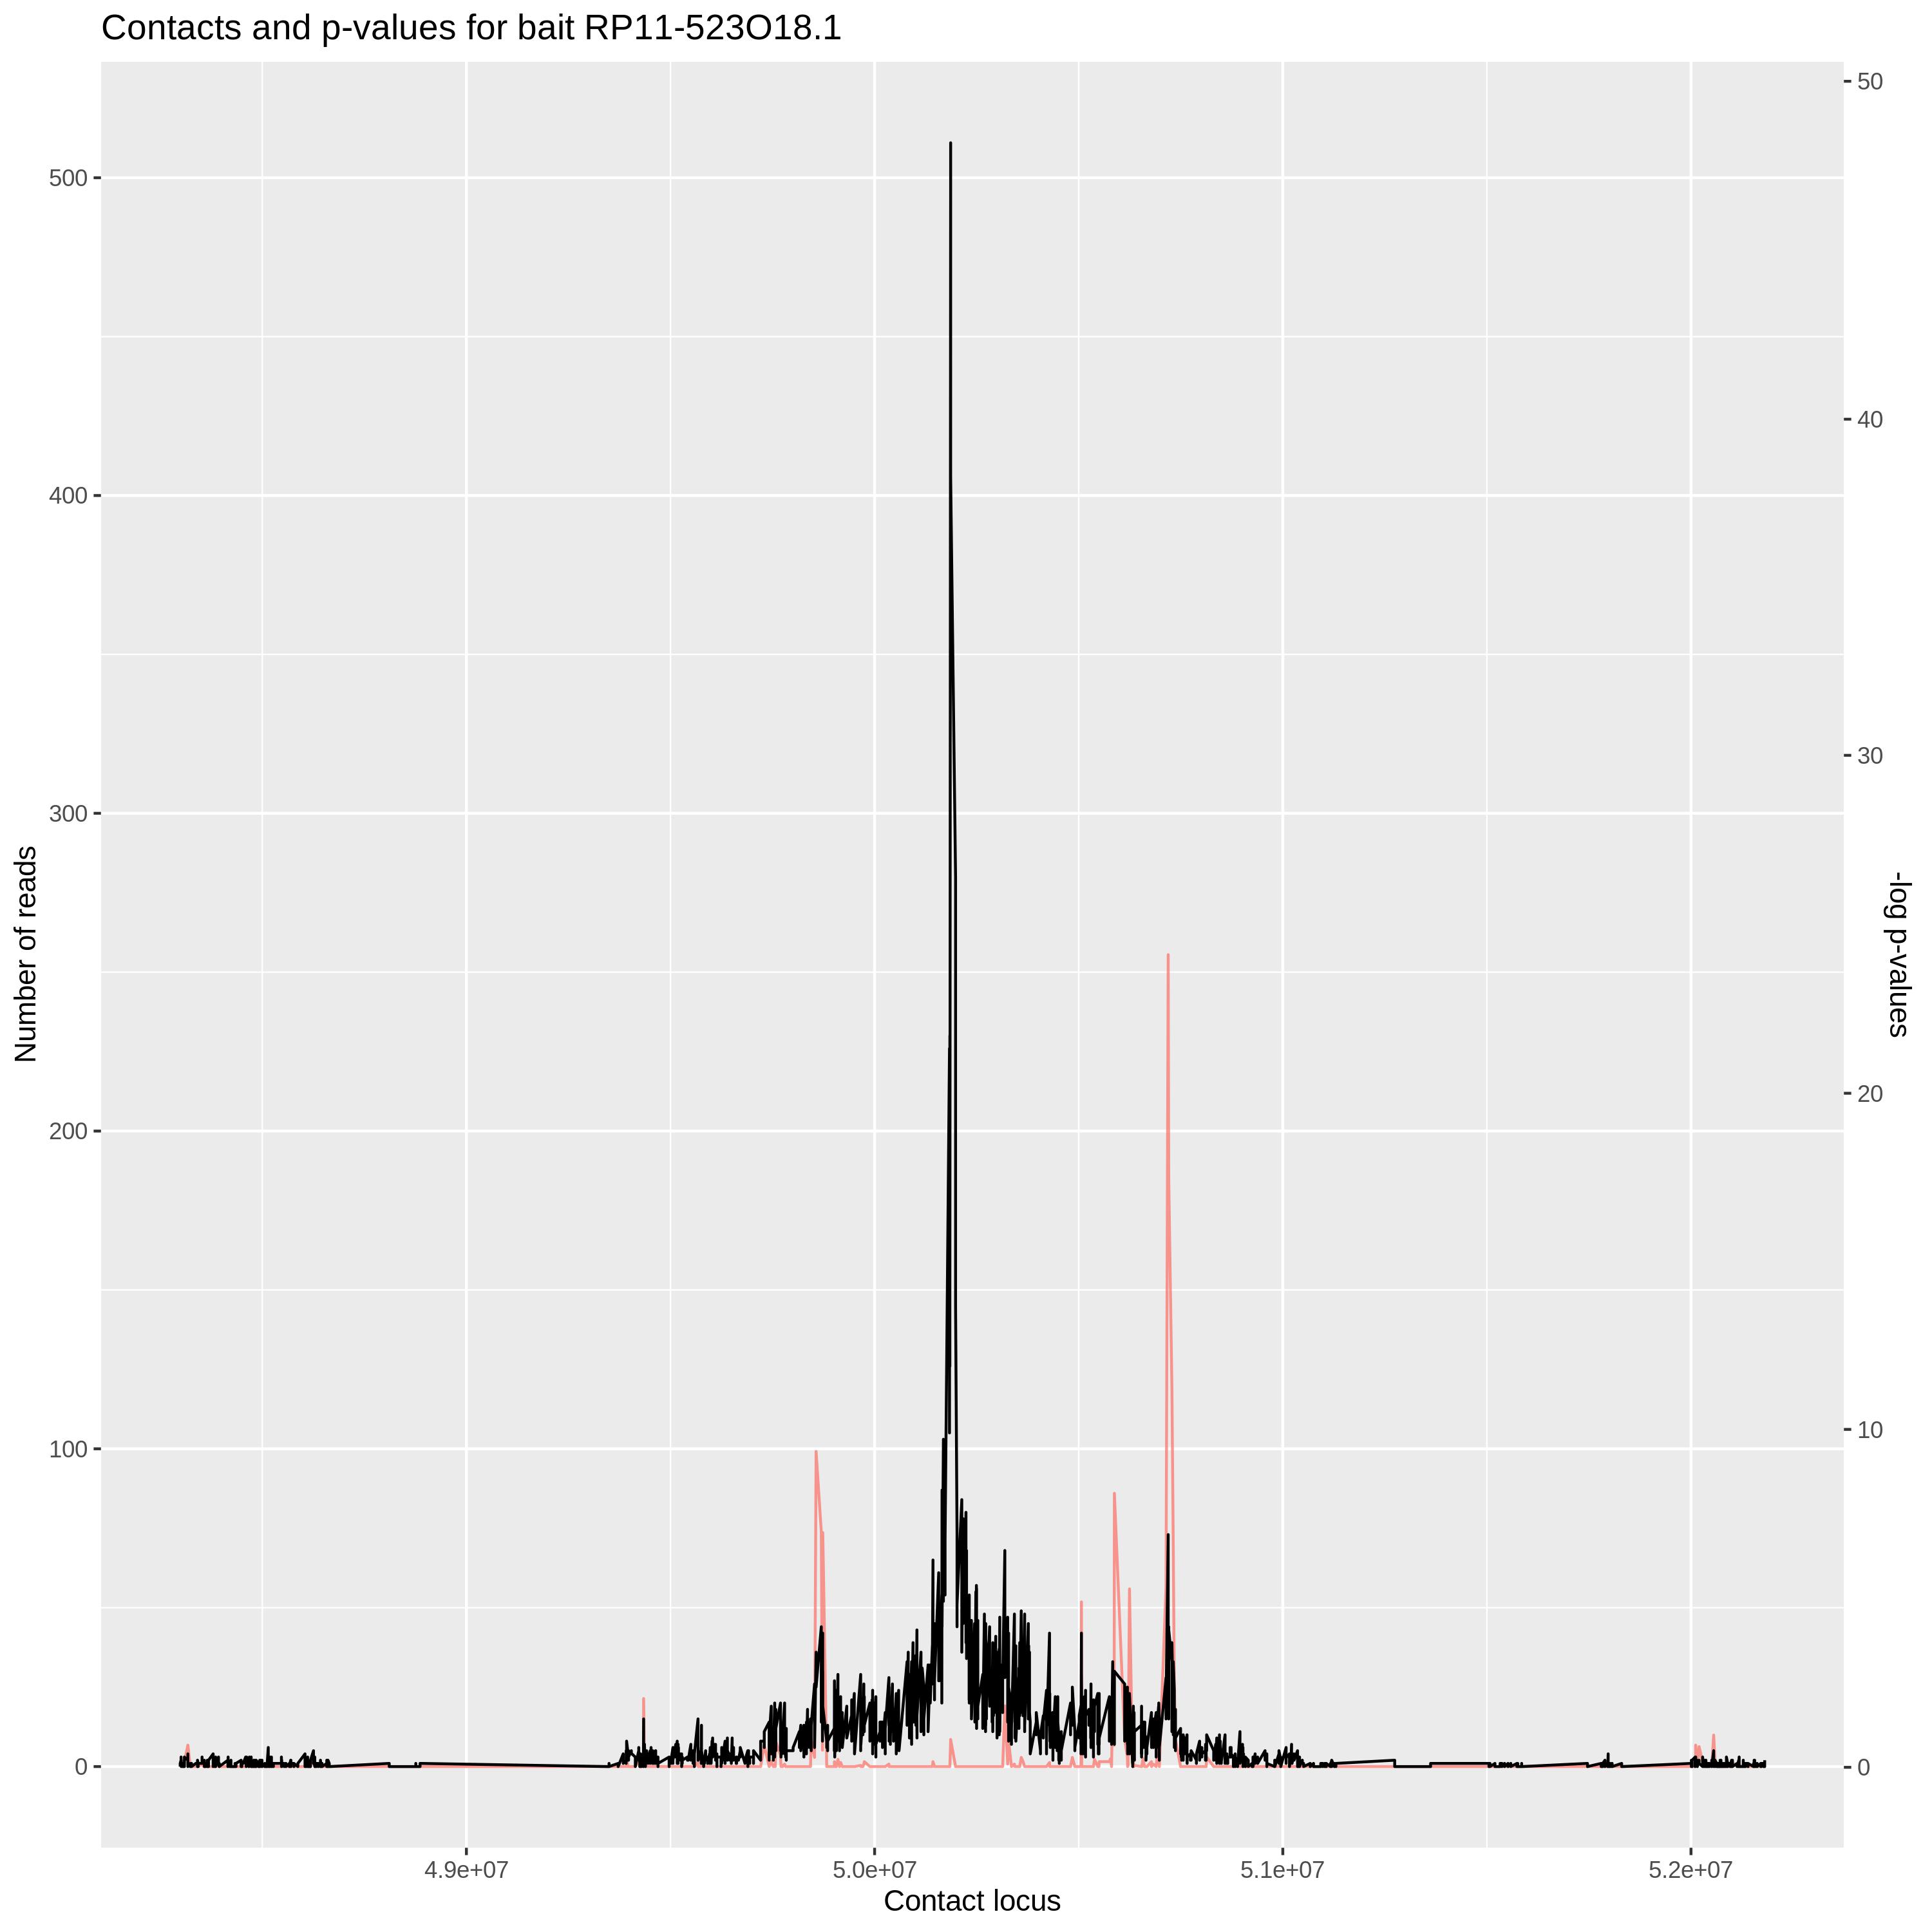 Contacts and p-values for bait RP11-523O18.1
500
400
300
200
100
0
Number of reads
50
40
30
20
10
0
-log p-values
4.9e+07
5.0e+07
5.1e+07
5.2e+07
Contact locus